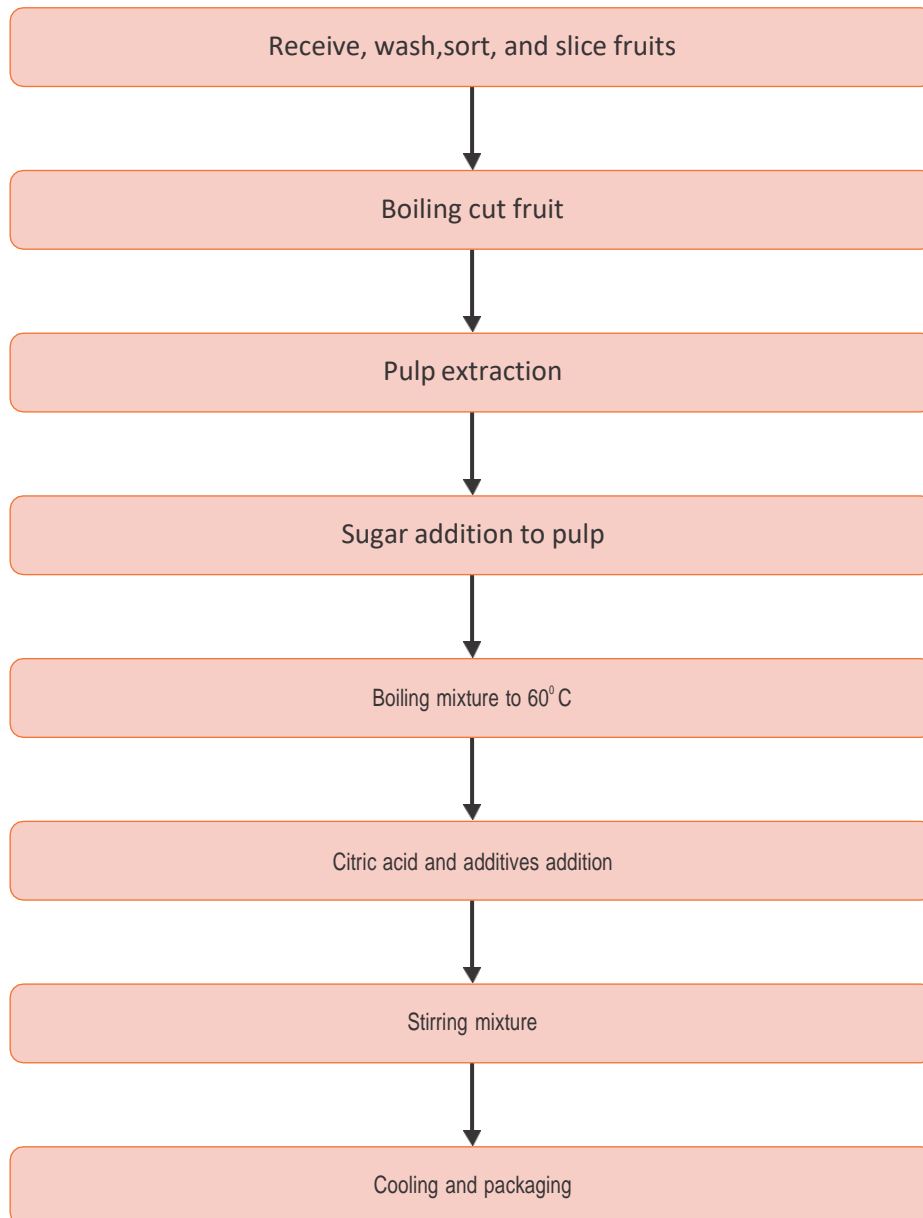 Receive, wash,sort, and slice fruits
Boiling cut fruit
Pulp extraction
Sugar addition to pulp
Boiling mixture to 60⁰ C
Citric acid and additives addition
Stirring mixture
Cooling and packaging